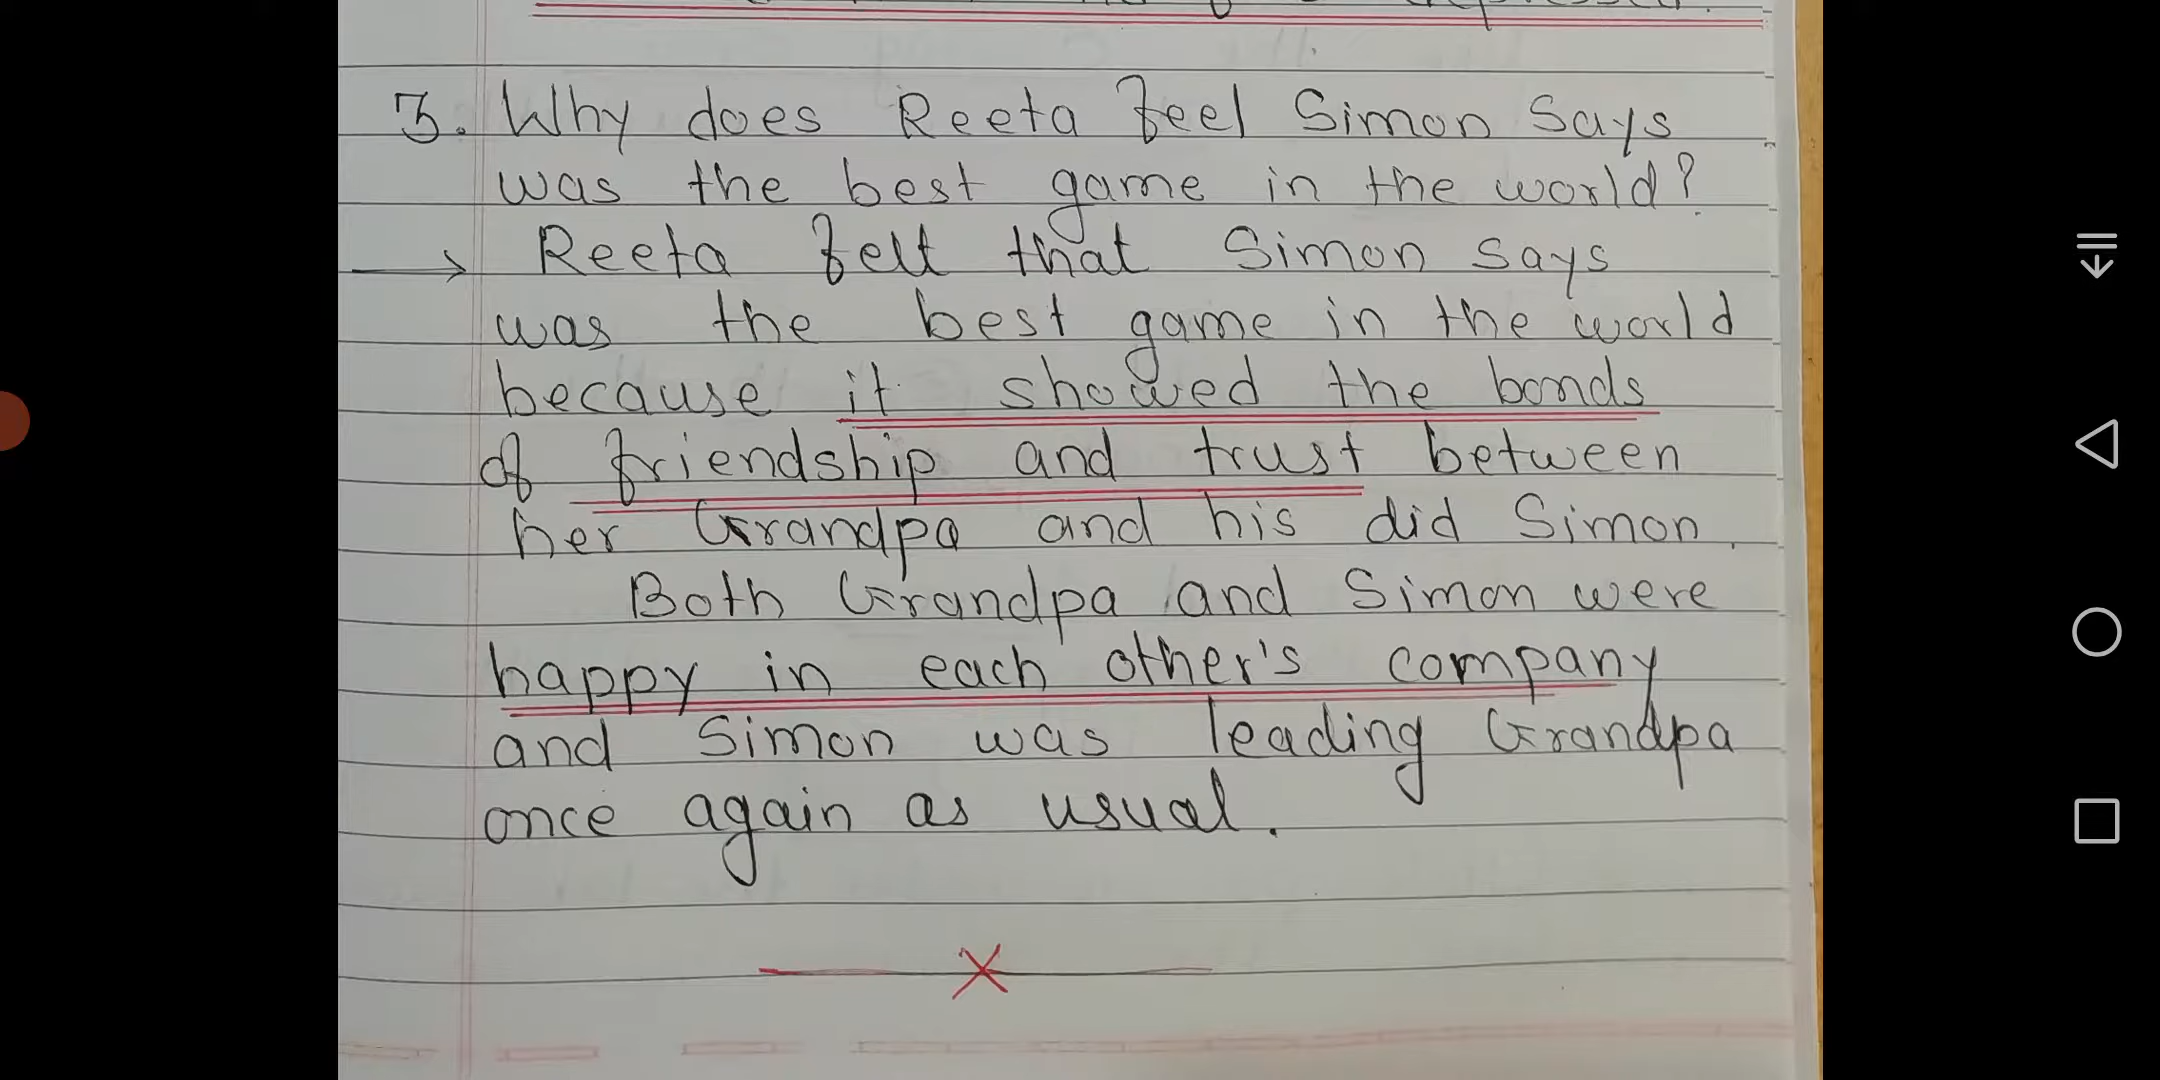 3. Why does Reeta feel Simon Says
was the best game in the world?
→ Reeta felt that Simon says
was the best game in the world
because it showed the bonds
of friendship and trust between
her Grandpa and his did Simon.
Both Grandpa and Simon were
happy in each other's company
and Simon was leading Grandpa
once again as usual.